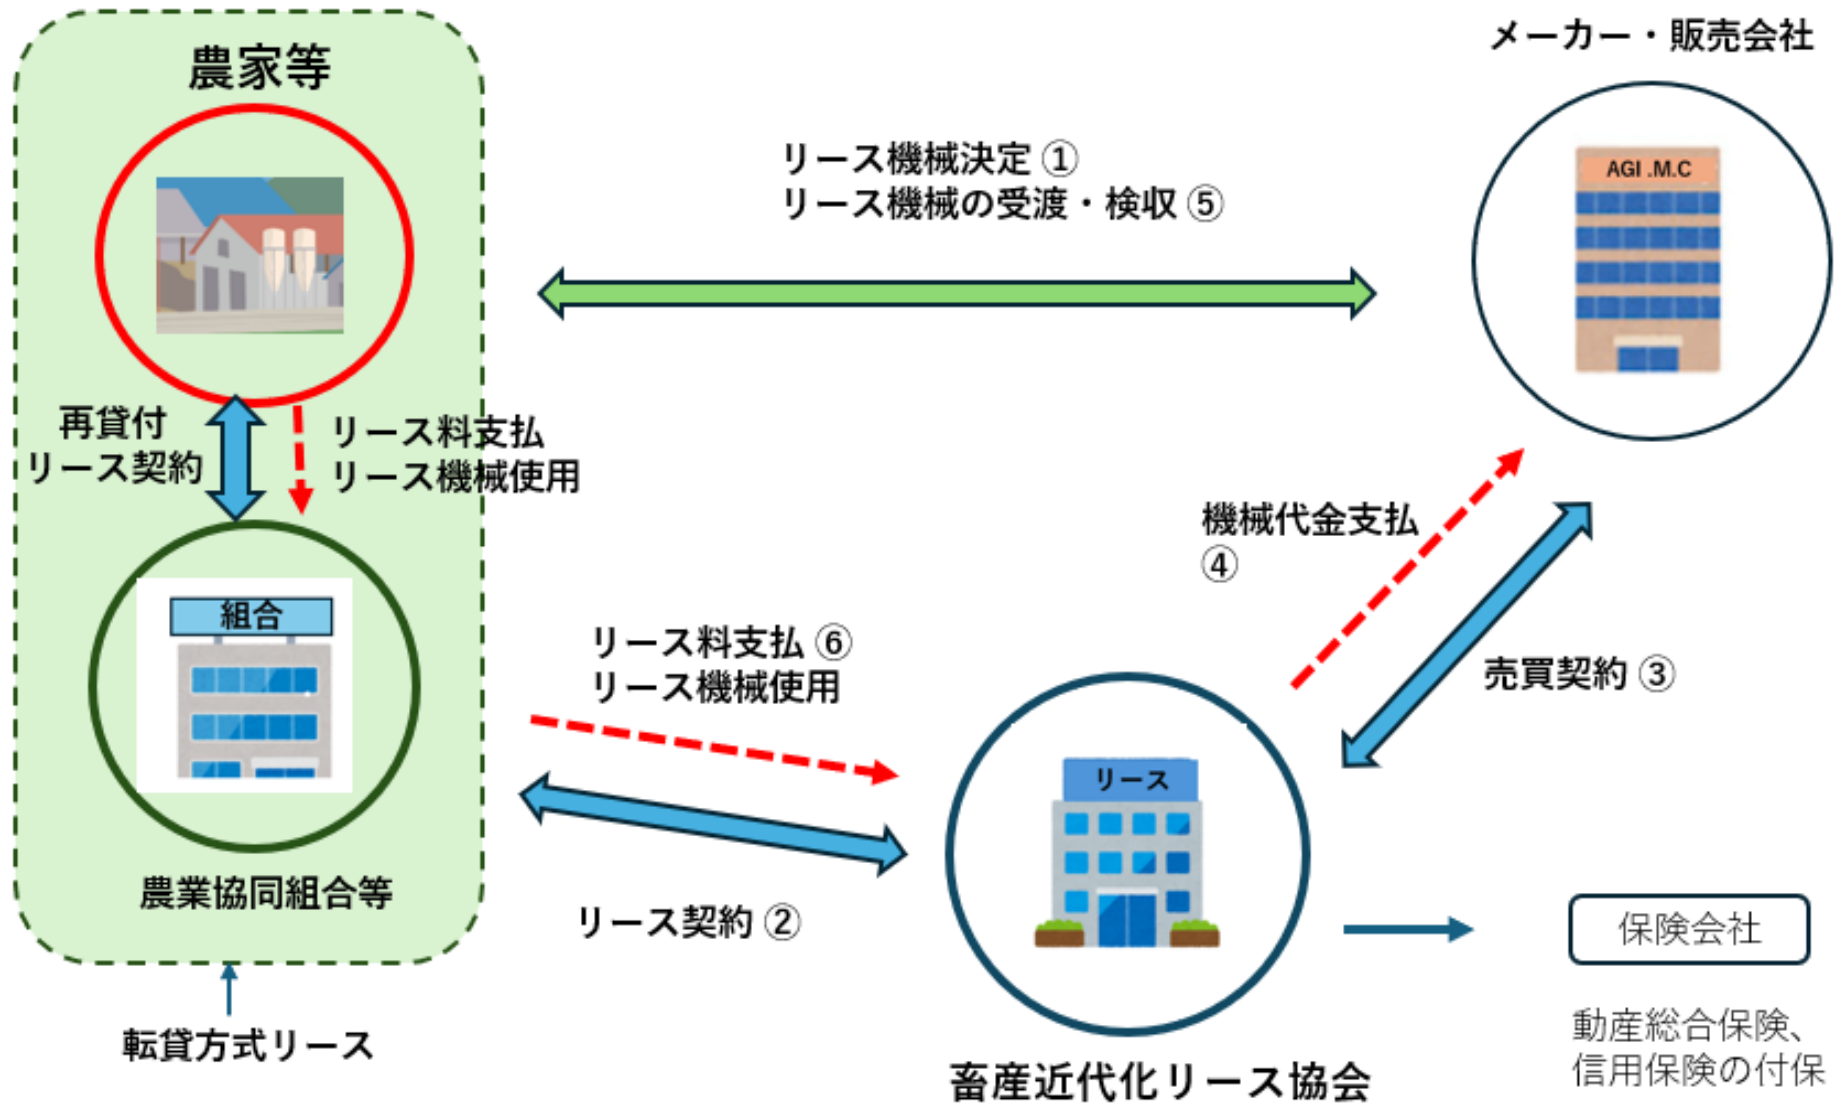 農家等
メーカー・販売会社
AGI .M.C
リース機械決定 ①
リース機械の受渡・検収 ⑤
再貸付
リース契約
リース料支払
リース機械使用
組合
農業協同組合等
転貸方式リース
リース料支払 ⑥
リース機械使用
リース契約 ②
機械代金支払
④
売買契約 ③
リース
畜産近代化リース協会
保険会社
動産総合保険、
信用保険の付保